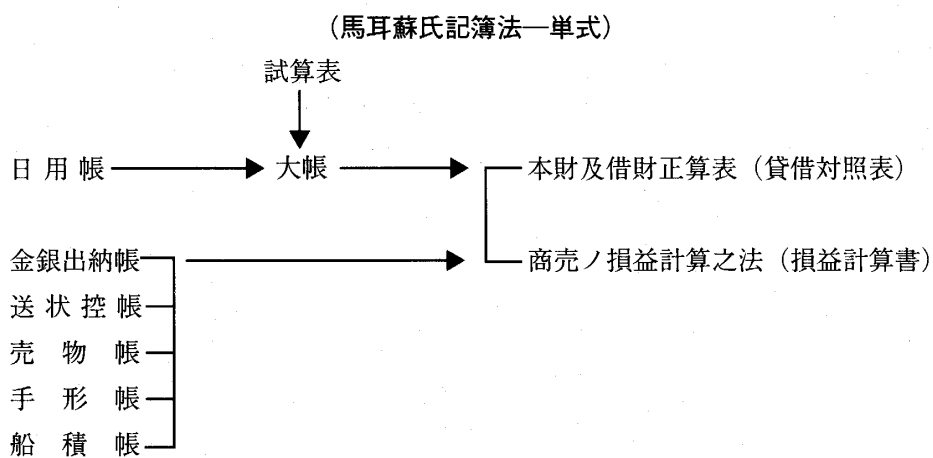 （馬耳蘇氏記簿法―単式）
試算表
日用帳
大帳
本財及借財正算表（貸借対照表）
金銀出納帳
商売ノ損益計算之法（損益計算書）
送状控帳
売物帳
手形帳
船積帳